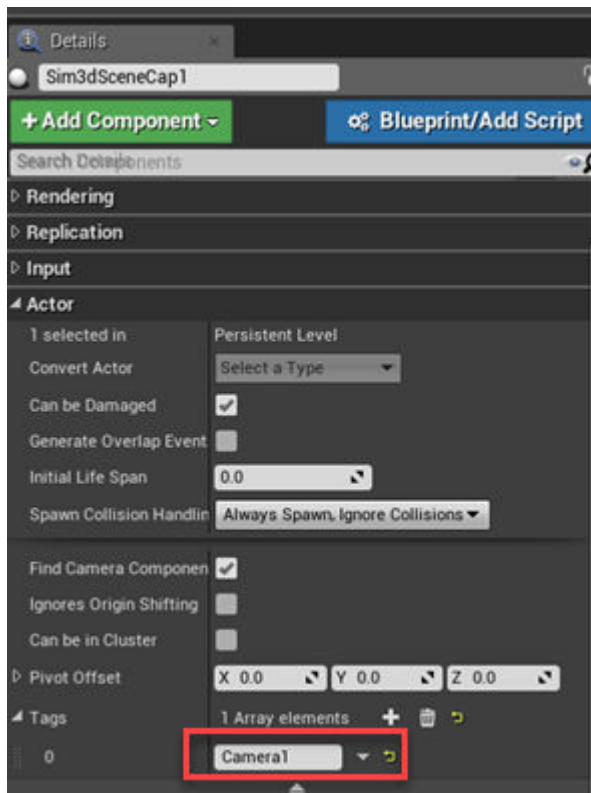 Details
Sim3dSceneCap1
+Add Component
Blueprint/Add Script
Search Details
Rendering
Replication
Input
Actor
1 selected in Persistent Level
Convert Actor Select a Type
Can be Damaged
Generate Overlap Event
Initial Life Span 0.0
Spawn Collision Handlin Always Spawn, Ignore Collisions
Find Camera Componen
Ignores Origin Shifting
Can be in Cluster
Pivot Offset X 0.0 Y 0.0 Z 0.0
Tags 1 Array elements
0 Camera1